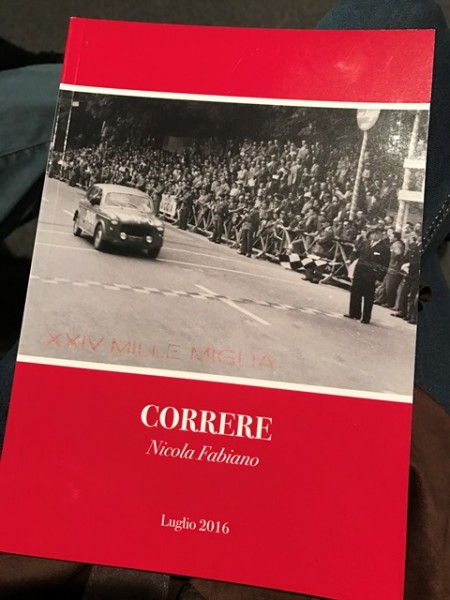 XXIV MILLE MIGLIA
CORRERE
Nicola Fabiano
Luglio 2016